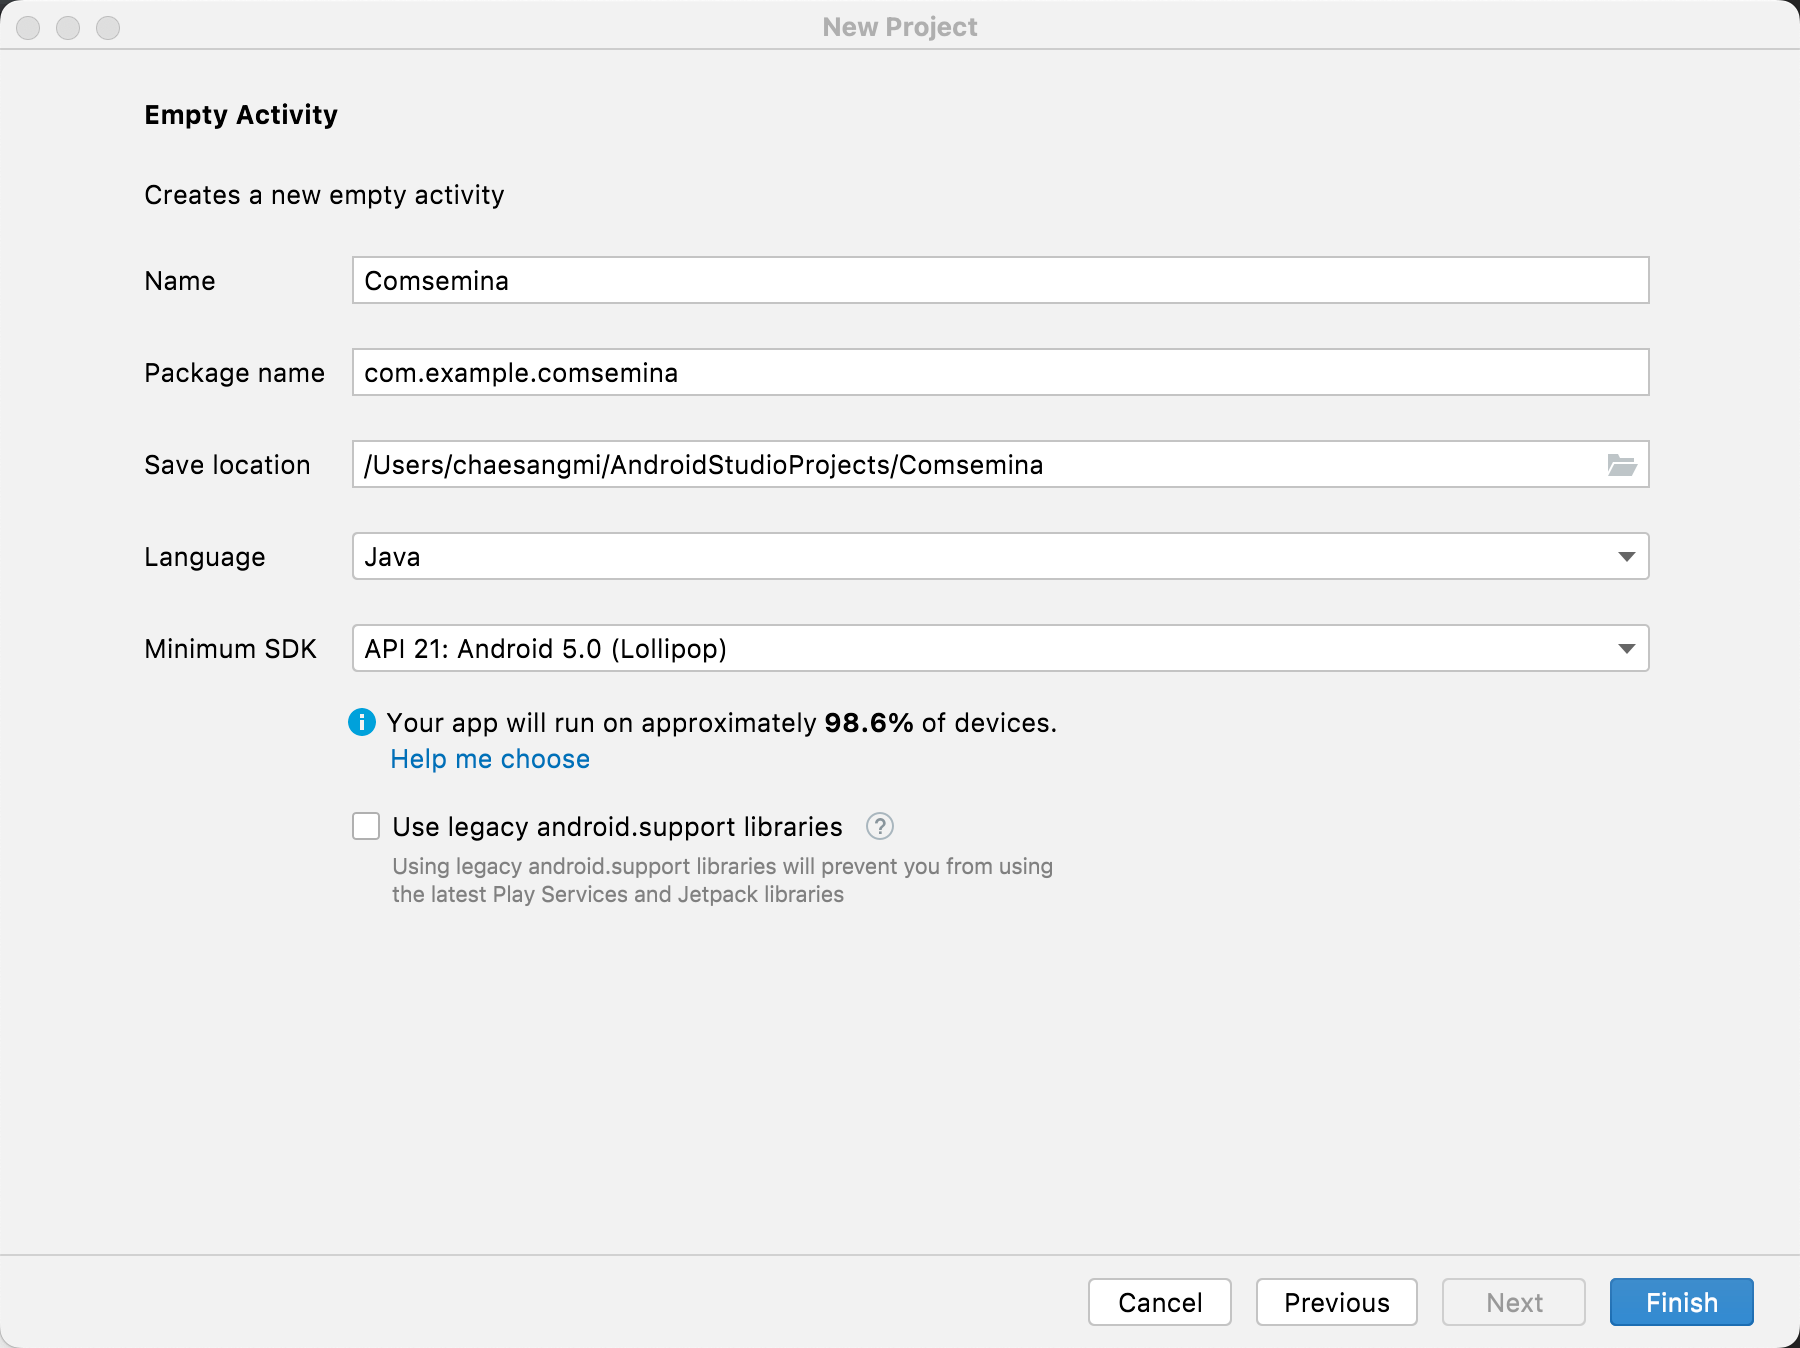 New Project
Empty Activity
Creates a new empty activity
Name Comsemina
Package name com.example.comsemina
Save location /Users/chaesangmi/AndroidStudioProjects/Comsemina
Language Java
Minimum SDK API 21: Android 5.0 (Lollipop)
i Your app will run on approximately 98.6% of devices.
Help me choose
Use legacy android.support libraries ?
Using legacy android.support libraries will prevent you from using
the latest Play Services and Jetpack libraries
Cancel Previous Next Finish